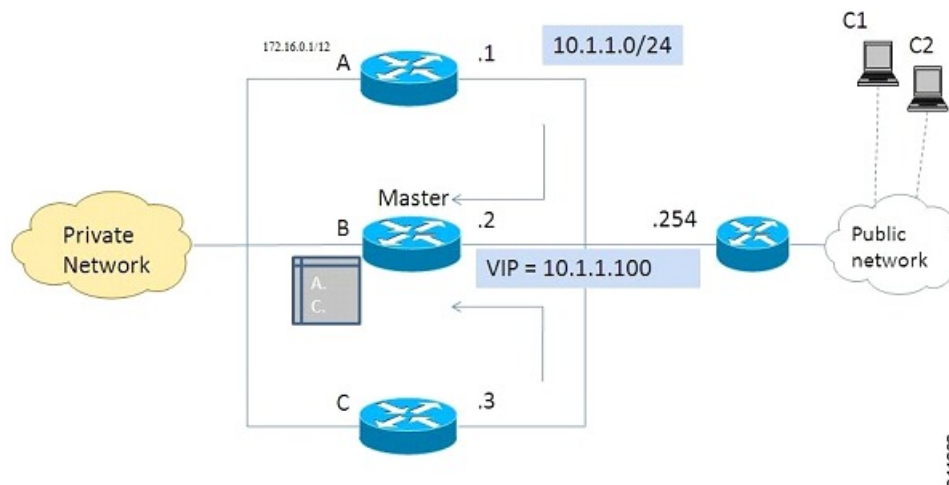 C1
C2
172.16.0.1/12
A
.1
10.1.1.0/24
Master
B
.2
.254
Private
Network
Public
network
VIP = 10.1.1.100
A.
C.
C
.3